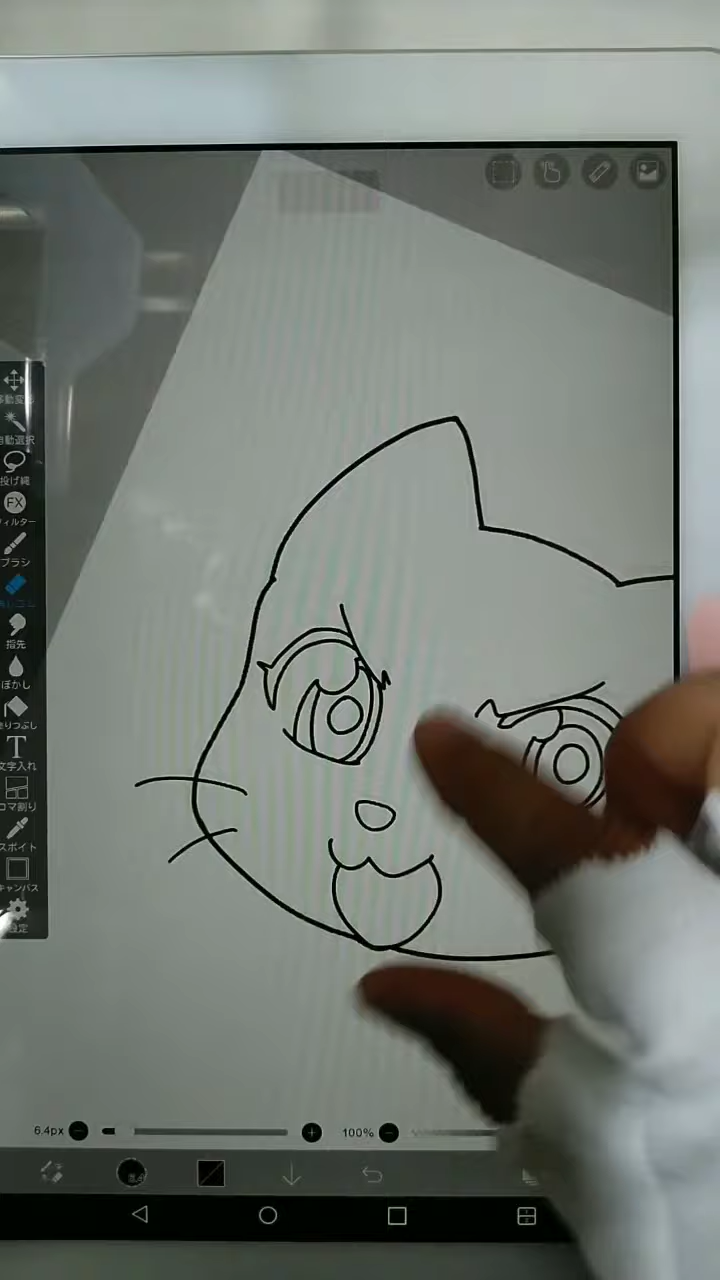 移動変形
自動選択
投げ縄
FX
フィルター
ブラシ
指先
ぼかし
塗りつぶし
T
文字入れ
コマ割り
スポイト
キャンバス
設定
6.4px
100%